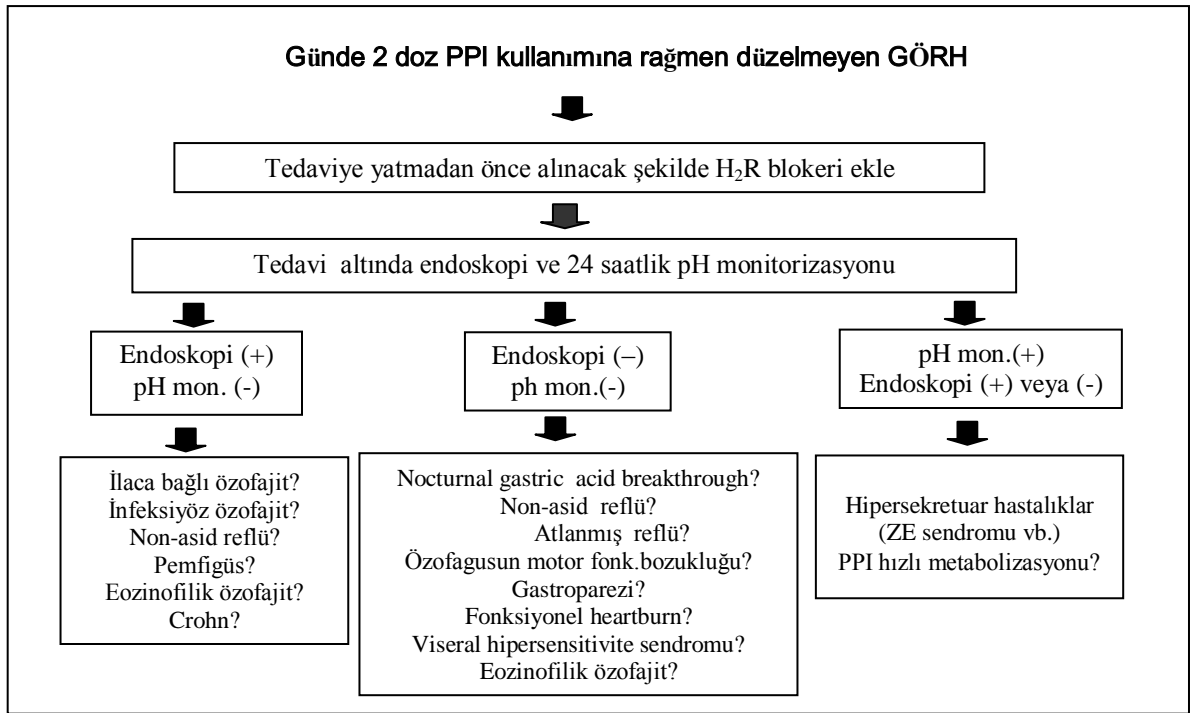 Günde 2 doz PPI kullanımına rağmen düzelmeyen GÖRH
Tedaviye yatmadan önce alınacak şekilde H₂R blokeri ekle
Tedavi altında endoskopi ve 24 saatlik pH monitorizasyonu
Endoskopi (+)
pH mon. (-)
Endoskopi (–)
ph mon.(-)
pH mon.(+)
Endoskopi (+) veya (-)
İlaca bağlı özofajit?
İnfeksiyöz özofajit?
Non-asid reflü?
Pemfigüs?
Eozinofilik özofajit?
Crohn?
Nocturnal gastric acid breakthrough?
Non-asid reflü?
Atlanmış reflü?
Özofagusun motor fonk.bozukluğu?
Gastroparezi?
Fonksiyonel heartburn?
Viseral hipersensitivite sendromu?
Eozinofilik özofajit?
Hipersekretuar hastalıklar
(ZE sendromu vb.)
PPI hızlı metabolizasyonu?